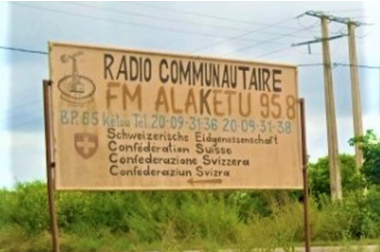 RADIO COMMUNAUTAIRE
FM ALAKETU 95 8
B.P. 65 Kétou Tél. 20-09-31-36 20-09-31-38
Schweizerische Eidgenossenschaft
Confédération Suisse
Confederazione Svizzera
Confederaziun Svizra